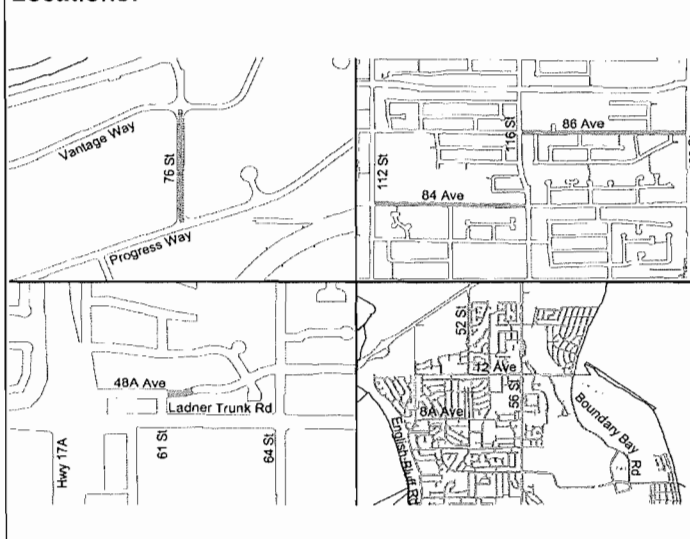 Locations:
Vantage Way
76 St
Progress Way
86 Ave
116 St
112 St
84 Ave
48A Ave
Ladner Trunk Rd
61 St
64 St
Hwy 17A
52 St
12 Ave
56 St
8A Ave
English Bluff Rd
Boundary Bay Rd